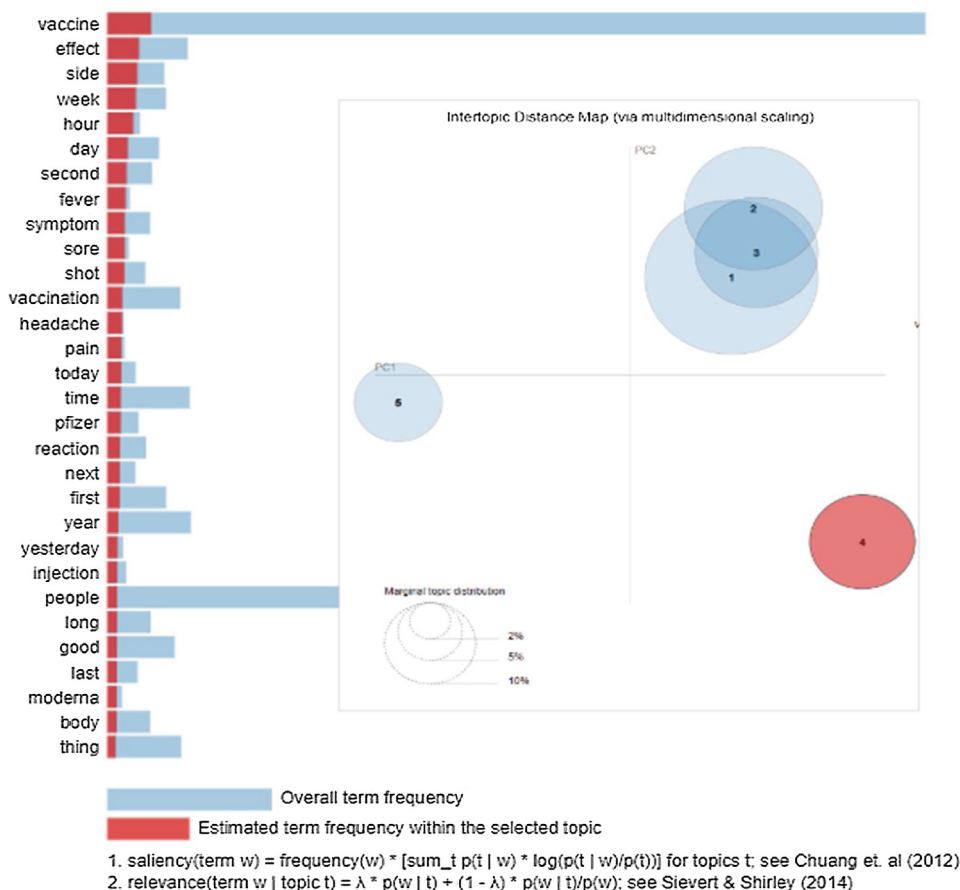 vaccine
effect
side
week
hour
day
second
fever
symptom
sore
shot
vaccination
headache
pain
today
time
pfizer
reaction
next
first
year
yesterday
injection
people
long
good
last
moderna
body
thing
Intertopic Distance Map (via multidimensional scaling)
PC2
2
3
1
PC1
5
4
Marginal topic distribution
2%
5%
10%
Overall term frequency
Estimated term frequency within the selected topic
1. saliency(term w) = frequency(w) * [sum_t p(t | w) * log(p(t | w)/p(t))] for topics t; see Chuang et. al (2012)
2. relevance(term w | topic t) = λ * p(w | t) + (1 - λ) * p(w | t)/p(w); see Sievert & Shirley (2014)